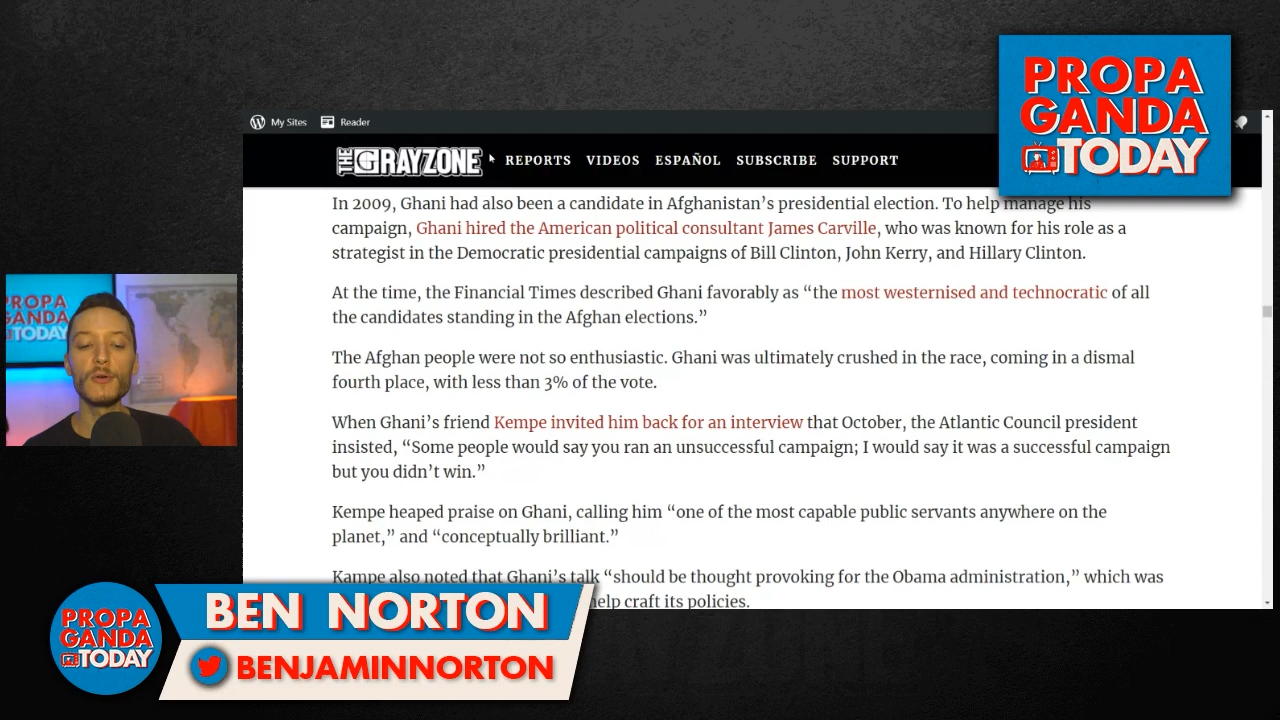 PROPA
GANDA
TODAY
My Sites Reader
THE GRAYZONE REPORTS VIDEOS ESPAÑOL SUBSCRIBE SUPPORT
In 2009, Ghani had also been a candidate in Afghanistan’s presidential election. To help manage his
campaign, Ghani hired the American political consultant James Carville, who was known for his role as a
strategist in the Democratic presidential campaigns of Bill Clinton, John Kerry, and Hillary Clinton.
At the time, the Financial Times described Ghani favorably as “the most westernised and technocratic of all
the candidates standing in the Afghan elections.”
The Afghan people were not so enthusiastic. Ghani was ultimately crushed in the race, coming in a dismal
fourth place, with less than 3% of the vote.
When Ghani’s friend Kempe invited him back for an interview that October, the Atlantic Council president
insisted, “Some people would say you ran an unsuccessful campaign; I would say it was a successful campaign
but you didn’t win.”
Kempe heaped praise on Ghani, calling him “one of the most capable public servants anywhere on the
planet,” and “conceptually brilliant.”
Kampe also noted that Ghani’s talk “should be thought provoking for the Obama administration,” which was
help craft its policies.
PROPA
GANDA
TODAY
PROPA
GANDA
TODAY
BEN NORTON
BENJAMINNORTON